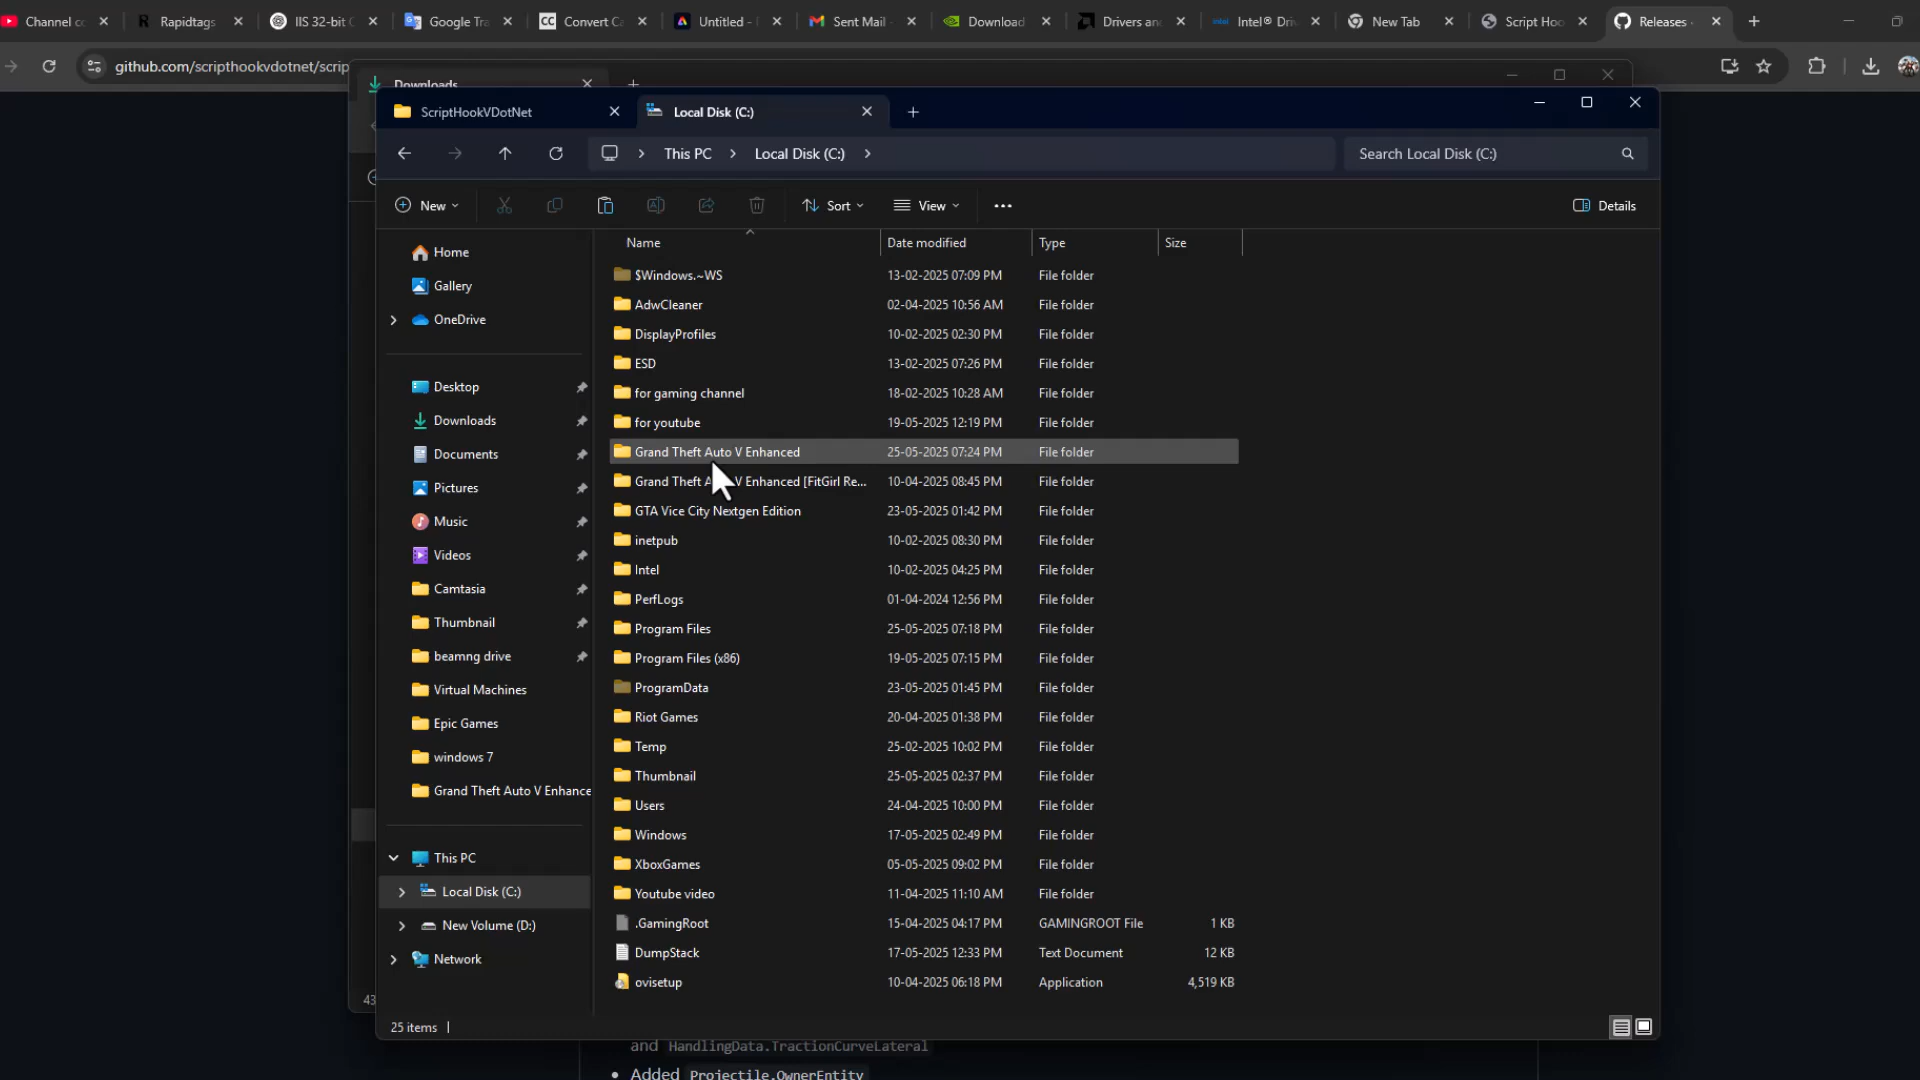 Channel co
Rapidtags
IIS 32-bit C
Google Tra
Convert Ca
Untitled -
Sent Mail -
Download
Drivers and
Intel® Driv
New Tab
Script Hoo
Releases ·
github.com/scripthookvdotnet/scrip
Downloads
ScriptHookVDotNet
Local Disk (C:)
This PC > Local Disk (C:) >
Search Local Disk (C:)
New
Sort
View
Details
Name Date modified Type Size
Home
Gallery
OneDrive
Desktop
Downloads
Documents
Pictures
Music
Videos
Camtasia
Thumbnail
beamng drive
Virtual Machines
Epic Games
windows 7
Grand Theft Auto V Enhance
This PC
Local Disk (C:)
New Volume (D:)
Network
$Windows.~WS 13-02-2025 07:09 PM File folder
AdwCleaner 02-04-2025 10:56 AM File folder
DisplayProfiles 10-02-2025 02:30 PM File folder
ESD 13-02-2025 07:26 PM File folder
for gaming channel 18-02-2025 10:28 AM File folder
for youtube 19-05-2025 12:19 PM File folder
Grand Theft Auto V Enhanced 25-05-2025 07:24 PM File folder
Grand Theft A V Enhanced [FitGirl Re... 10-04-2025 08:45 PM File folder
GTA Vice City Nextgen Edition 23-05-2025 01:42 PM File folder
inetpub 10-02-2025 08:30 PM File folder
Intel 10-02-2025 04:25 PM File folder
PerfLogs 01-04-2024 12:56 PM File folder
Program Files 25-05-2025 07:18 PM File folder
Program Files (x86) 19-05-2025 07:15 PM File folder
ProgramData 23-05-2025 01:45 PM File folder
Riot Games 20-04-2025 01:38 PM File folder
Temp 25-02-2025 10:02 PM File folder
Thumbnail 25-05-2025 02:37 PM File folder
Users 24-04-2025 10:00 PM File folder
Windows 17-05-2025 02:49 PM File folder
XboxGames 05-05-2025 09:02 PM File folder
Youtube video 11-04-2025 11:10 AM File folder
.GamingRoot 15-04-2025 04:17 PM GAMINGROOT File 1 KB
DumpStack 17-05-2025 12:33 PM Text Document 12 KB
ovisetup 10-04-2025 06:18 PM Application 4,519 KB
43
25 items
and HandlingData.TractionCurveLateral
• Added Projectile.OwnerEntity